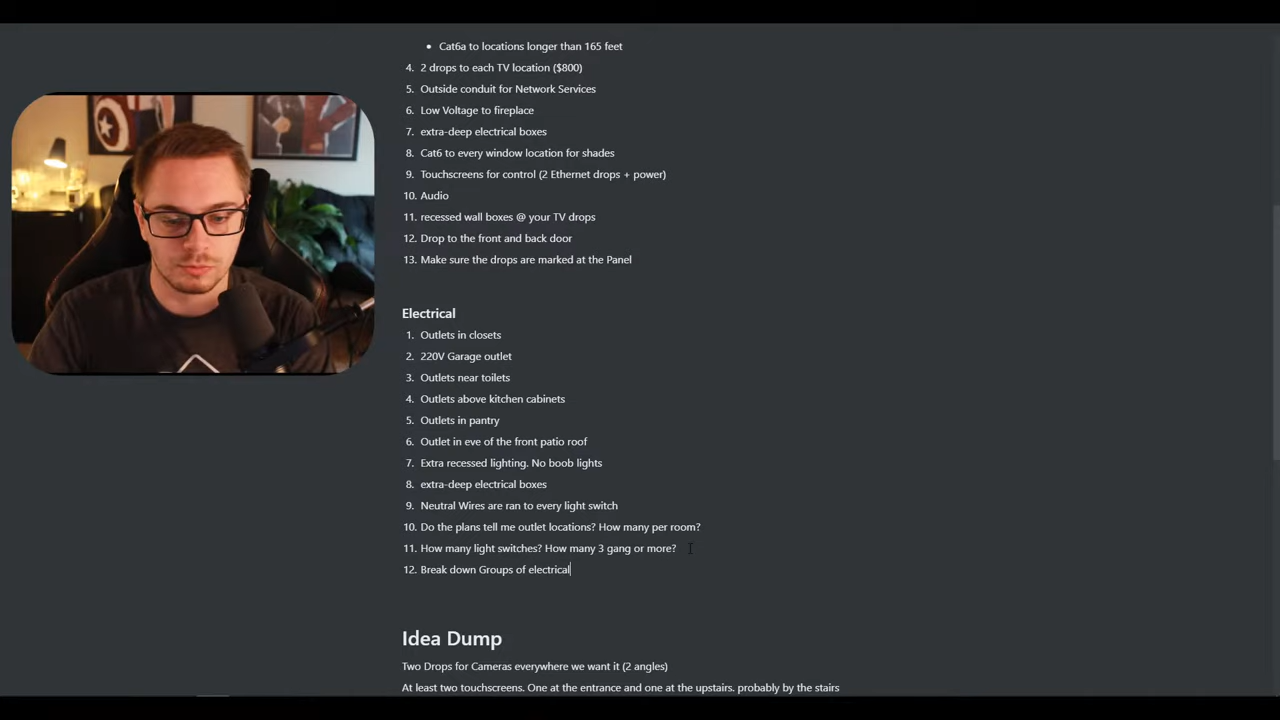 Cat6a to locations longer than 165 feet
4. 2 drops to each TV location ($800)
5. Outside conduit for Network Services
6. Low Voltage to fireplace
7. extra-deep electrical boxes
8. Cat6 to every window location for shades
9. Touchscreens for control (2 Ethernet drops + power)
10. Audio
11. recessed wall boxes @ your TV drops
12. Drop to the front and back door
13. Make sure the drops are marked at the Panel
Electrical
1. Outlets in closets
2. 220V Garage outlet
3. Outlets near toilets
4. Outlets above kitchen cabinets
5. Outlets in pantry
6. Outlet in eve of the front patio roof
7. Extra recessed lighting. No boob lights
8. extra-deep electrical boxes
9. Neutral Wires are ran to every light switch
10. Do the plans tell me outlet locations? How many per room?
11. How many light switches? How many 3 gang or more?
12. Break down Groups of electrical
Idea Dump
Two Drops for Cameras everywhere we want it (2 angles)
At least two touchscreens. One at the entrance and one at the upstairs. probably by the stairs